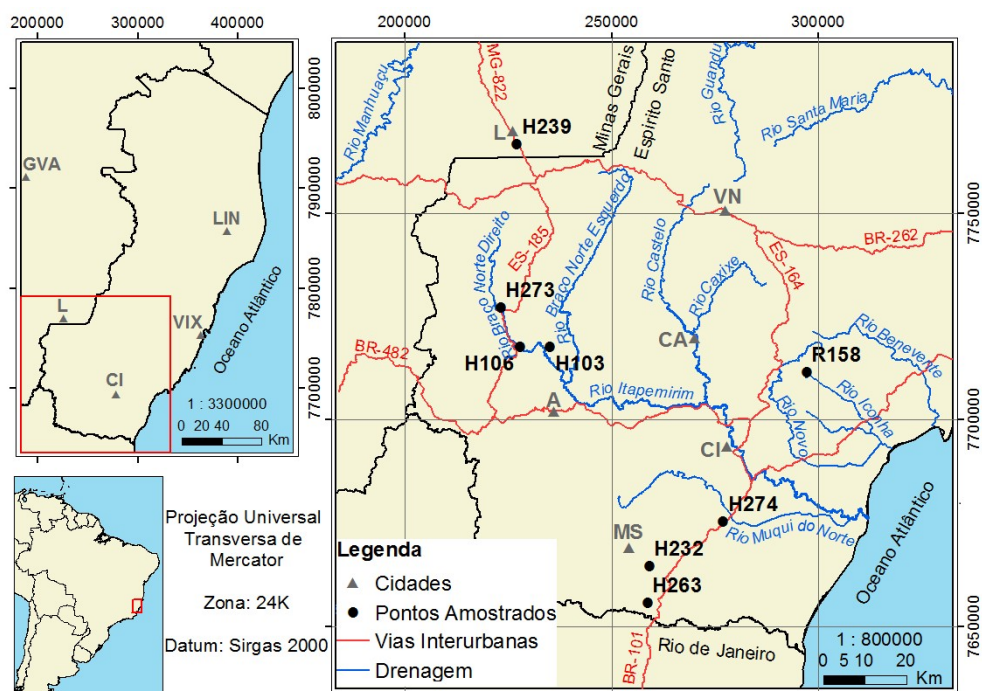 200000 300000 400000
200000 250000 300000
8000000
7900000
7800000
7700000
GVA
LIN
L
VIX
CI
Oceano Atlântico
1 : 3300000
0 20 40 80
Km
Projeção Universal
Transversa de
Mercator
Zona: 24K
Datum: Sirgas 2000
MG-822
Minas Gerais
Espírito Santo
Rio Guandu
Rio Manhuaçu
Rio Santa Maria
L
H239
VN
7750000
BR-262
Rio Braço Norte Direito
ES-185
Rio Braço Norte Esquerdo
Rio Castelo
Rio Caxixe
ES-164
H273
Rio Braço Norte Direito
H106
H103
CA
R158
Rio Benevente
BR-482
Rio Itapemirim
A
Rio Novo
Rio Iconha
7700000
CI
H274
Rio Muqui do Norte
MS
H232
H263
Oceano Atlântico
7650000
BR-101
Rio de Janeiro
1 : 800000
0 5 10 20
Km
Legenda
Cidades
Pontos Amostrados
Vias Interurbanas
Drenagem